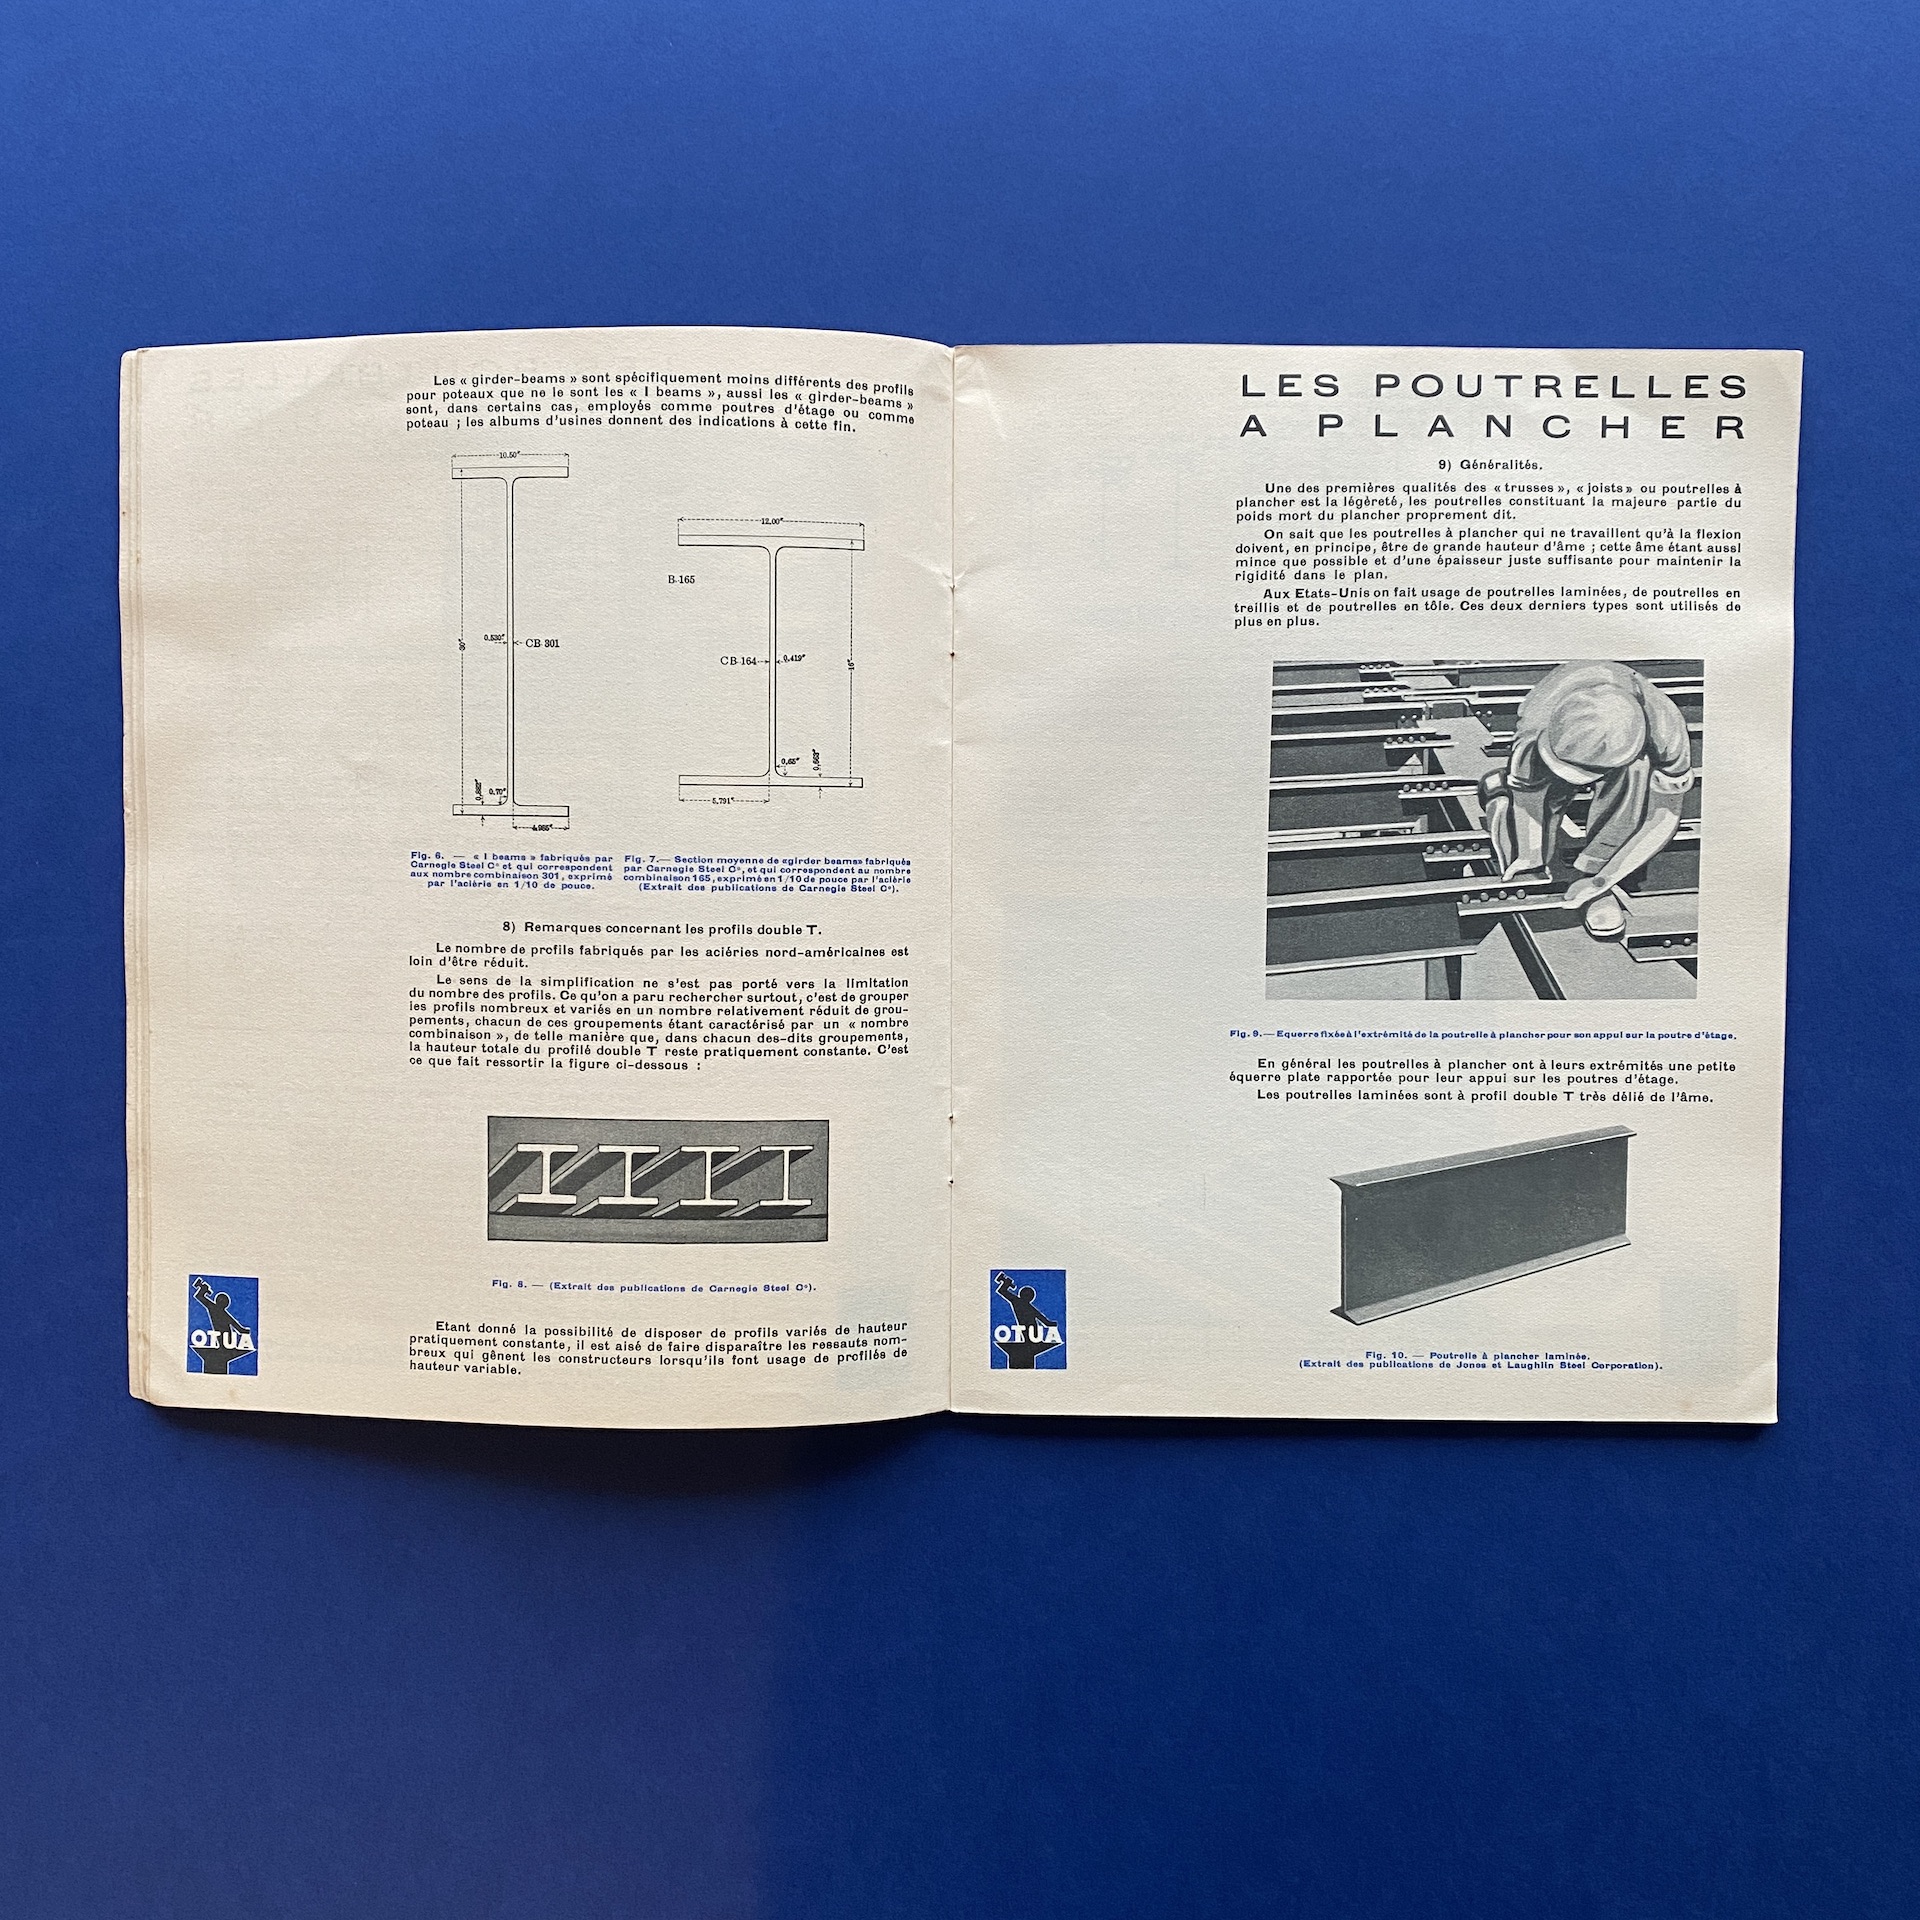 Les « girder-beams » sont spécifiquement moins différents des profils
pour poteaux que ne le sont les « I beams », aussi les « girder-beams »
sont, dans certains cas, employés comme poutres d'étage ou comme
poteau ; les albums d'usines donnent des indications à cette fin.
10.50"
30"
0.530"
CB 301
0.70"
4.985"
12.00"
B-165
CB 164
0.419"
16"
0.65"
0.663"
5.791"
Fig. 6. — « I beams » fabriqués par
Carnegie Steel Cº et qui correspondent
aux nombre combinaison 301, exprimé
par l'aciérie en 1/10 de pouce.
Fig. 7.— Section moyenne de «girder beams» fabriqués
par Carnegie Steel Cº, et qui correspondent au nombre
combinaison 165, exprimé en 1/10 de pouce par l'aciérie
(Extrait des publications de Carnegie Steel Cº).
8) Remarques concernant les profils double T.
Le nombre de profils fabriqués par les aciéries nord-américaines est
loin d'être réduit.
Le sens de la simplification ne s'est pas porté vers la limitation
du nombre des profils. Ce qu'on a paru rechercher surtout, c'est de grouper
les profils nombreux et variés en un nombre relativement réduit de grou-
pements, chacun de ces groupements étant caractérisé par un « nombre
combinaison », de telle manière que, dans chacun des-dits groupements,
la hauteur totale du profilé double T reste pratiquement constante. C'est
ce que fait ressortir la figure ci-dessous :
Fig. 8. — (Extrait des publications de Carnegie Steel Cº).
Etant donné la possibilité de disposer de profils variés de hauteur
pratiquement constante, il est aisé de faire disparaître les ressauts nom-
breux qui gênent les constructeurs lorsqu'ils font usage de profilés de
hauteur variable.
OTUA
LES POUTRELLES
A PLANCHER
9) Généralités.
Une des premières qualités des « trusses », « joists » ou poutrelles à
plancher est la légèreté, les poutrelles constituant la majeure partie du
poids mort du plancher proprement dit.
On sait que les poutrelles à plancher qui ne travaillent qu'à la flexion
doivent, en principe, être de grande hauteur d'âme ; cette âme étant aussi
mince que possible et d'une épaisseur juste suffisante pour maintenir la
rigidité dans le plan.
Aux Etats-Unis on fait usage de poutrelles laminées, de poutrelles en
treillis et de poutrelles en tôle. Ces deux derniers types sont utilisés de
plus en plus.
Fig. 9.— Equerre fixée à l'extrémité de la poutrelle à plancher pour son appui sur la poutre d'étage.
En général les poutrelles à plancher ont à leurs extrémités une petite
équerre plate rapportée pour leur appui sur les poutres d'étage.
Les poutrelles laminées sont à profil double T très délié de l'âme.
Fig. 10. — Poutrelle à plancher laminée.
(Extrait des publications de Jones et Laughlin Steel Corporation).
OTUA